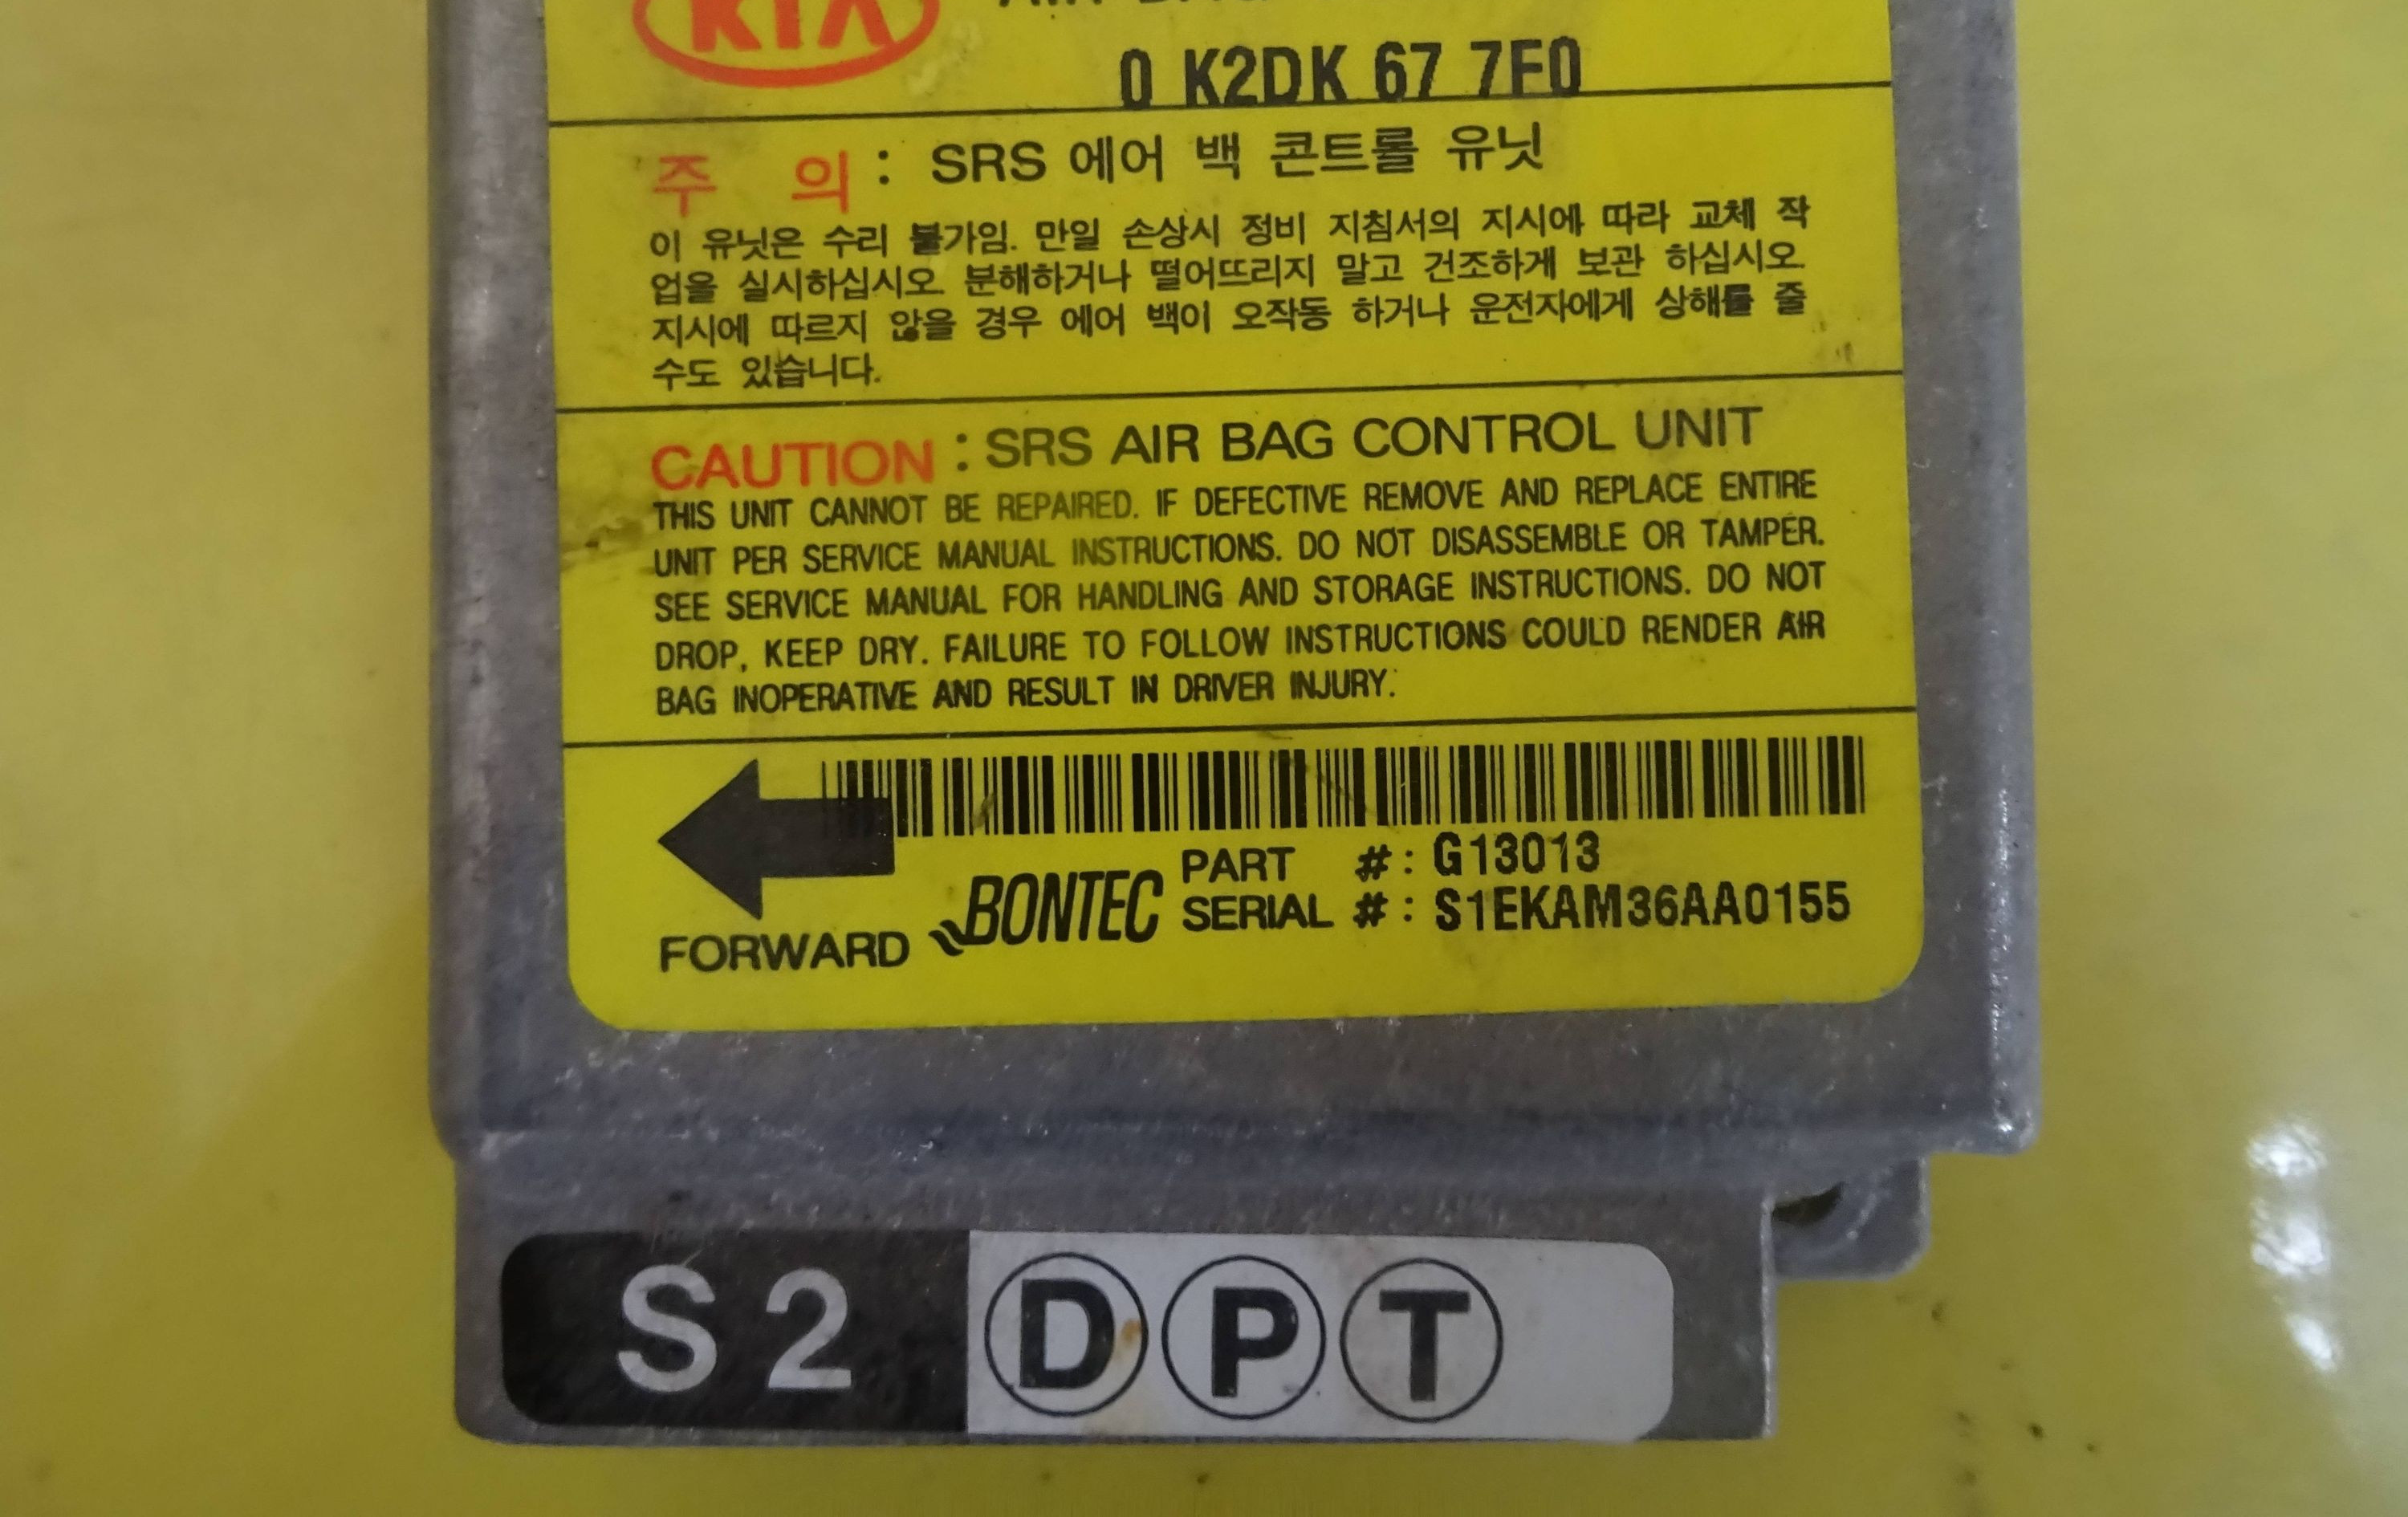 KIA AIR BAG
0 K2DK 67 7F0
주 의 : SRS 에어 백 콘트롤 유닛
이 유닛은 수리 불가임. 만일 손상시 정비 지침서의 지시에 따라 교체 작
업을 실시하십시오. 분해하거나 떨어뜨리지 말고 건조하게 보관 하십시오.
지시에 따르지 않을 경우 에어 백이 오작동 하거나 운전자에게 상해를 줄
수도 있습니다.
CAUTION : SRS AIR BAG CONTROL UNIT
THIS UNIT CANNOT BE REPAIRED. IF DEFECTIVE REMOVE AND REPLACE ENTIRE
UNIT PER SERVICE MANUAL INSTRUCTIONS. DO NOT DISASSEMBLE OR TAMPER.
SEE SERVICE MANUAL FOR HANDLING AND STORAGE INSTRUCTIONS. DO NOT
DROP, KEEP DRY. FAILURE TO FOLLOW INSTRUCTIONS COULD RENDER AIR
BAG INOPERATIVE AND RESULT IN DRIVER INJURY.
PART #: G13013
FORWARD BONTEC SERIAL #: S1EKAM36AA0155
S2 D P T